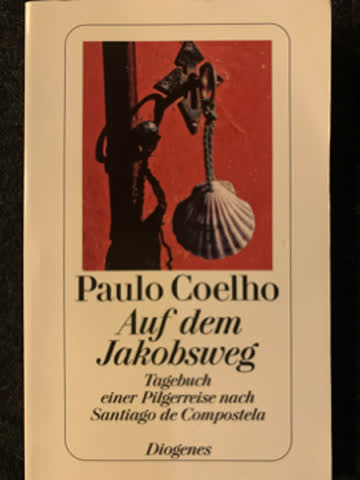 Paulo Coelho
Auf dem
Jakobsweg
Tagebuch
einer Pilgerreise nach
Santiago de Compostela
Diogenes